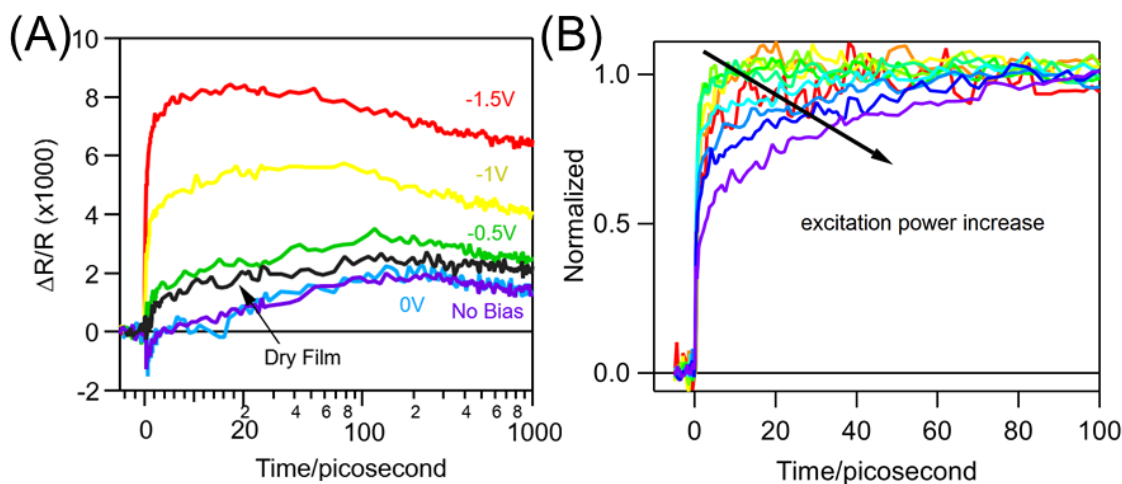 (A)
10
8
6
4
2
0
-2
ΔR/R (x1000)
-1.5V
-1V
-0.5V
0V
No Bias
Dry Film
0
20
2
4
6
8
100
2
4
6
8
1000
Time/picosecond
(B)
1.0
0.5
0.0
Normalized
excitation power increase
0
20
40
60
80
100
Time/picosecond